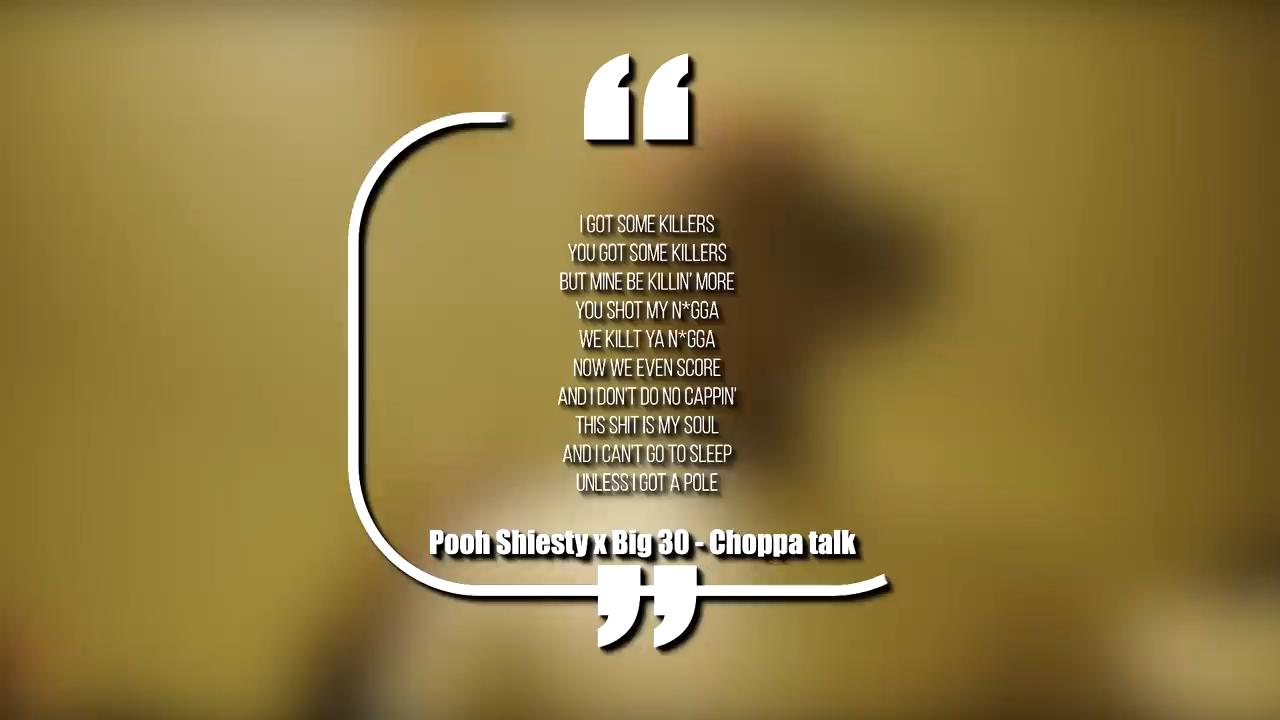 “
I GOT SOME KILLERS
YOU GOT SOME KILLERS
BUT MINE BE KILLIN' MORE
YOU SHOT MY N*GGA
WE KILLT YA N*GGA
NOW WE EVEN SCORE
AND I DON'T DO NO CAPPIN'
THIS SHIT IS MY SOUL
AND I CAN'T GO TO SLEEP
UNLESS I GOT A POLE
Pooh Shiesty x Big 30 - Choppa talk
”